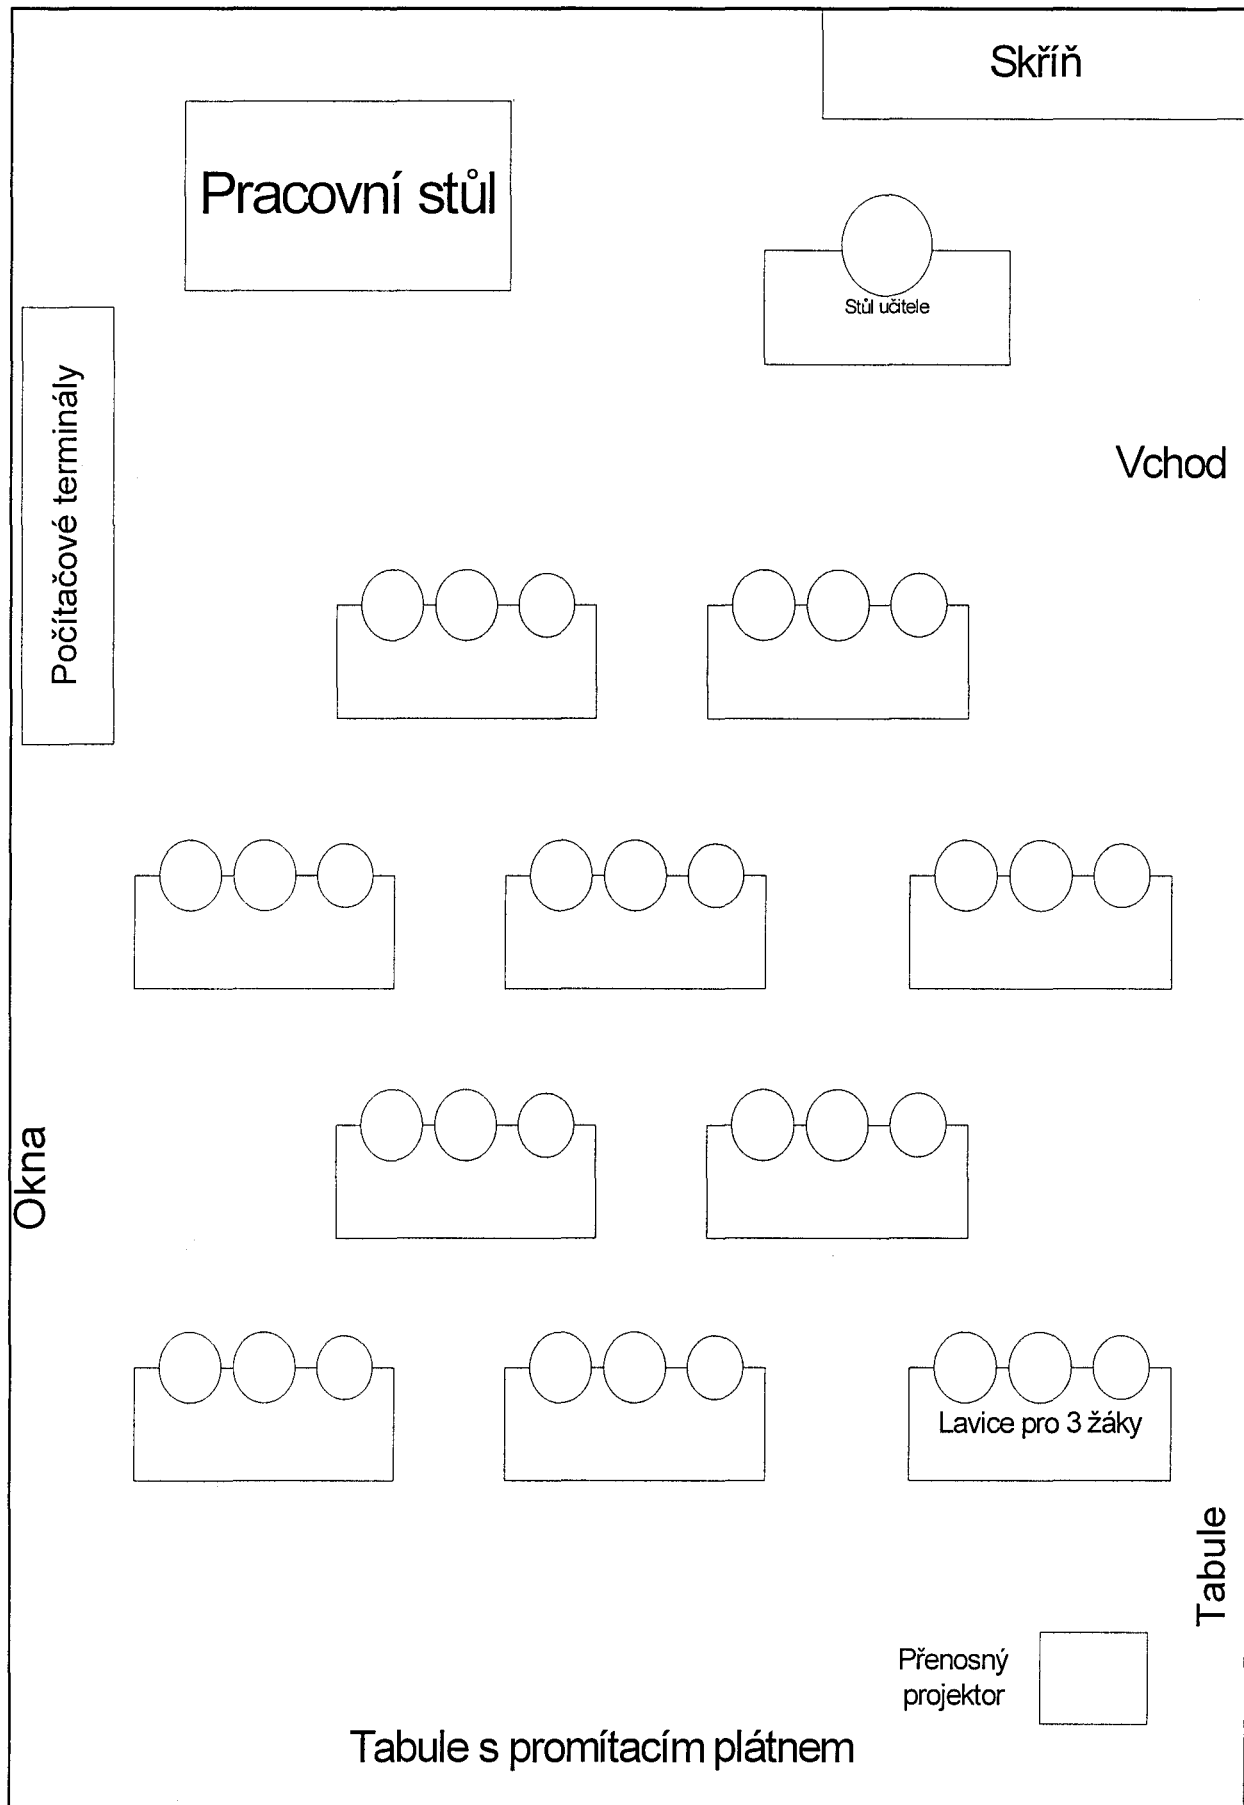 Skříň
Pracovní stůl
Stůl učitele
Počítačové terminály
Vchod
Okna
Lavice pro 3 žáky
Tabule
Přenosný
projektor
Tabule s promítacím plátnem